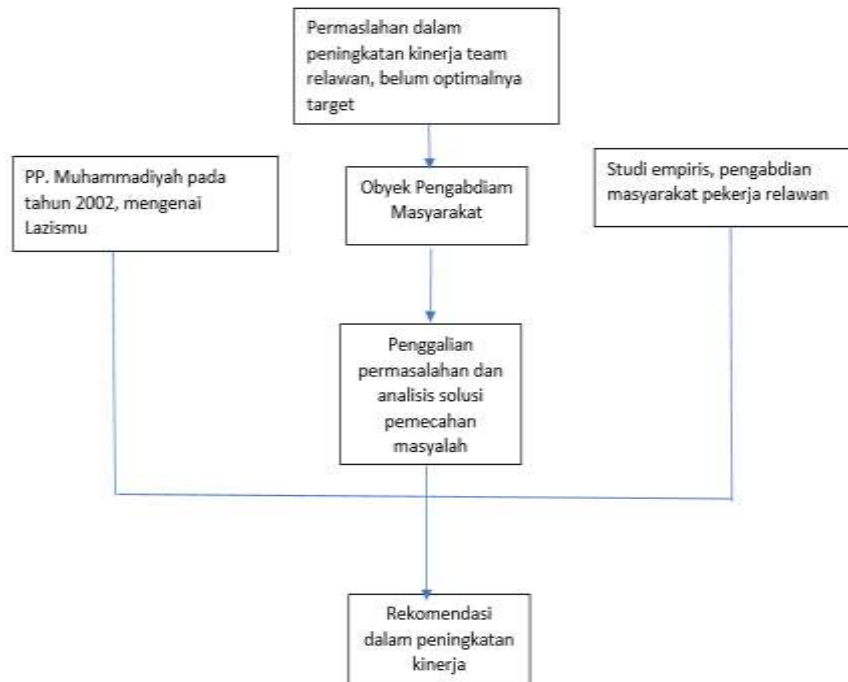 Permaslahan dalam
peningkatan kinerja team
relawan, belum optimalnya
target
PP. Muhammadiyah pada
tahun 2002, mengenai
Lazismu
Obyek Pengabdiam
Masyarakat
Studi empiris, pengabdian
masyarakat pekerja relawan
Penggalian
permasalahan dan
analisis solusi
pemecahan
masyalah
Rekomendasi
dalam peningkatan
kinerja